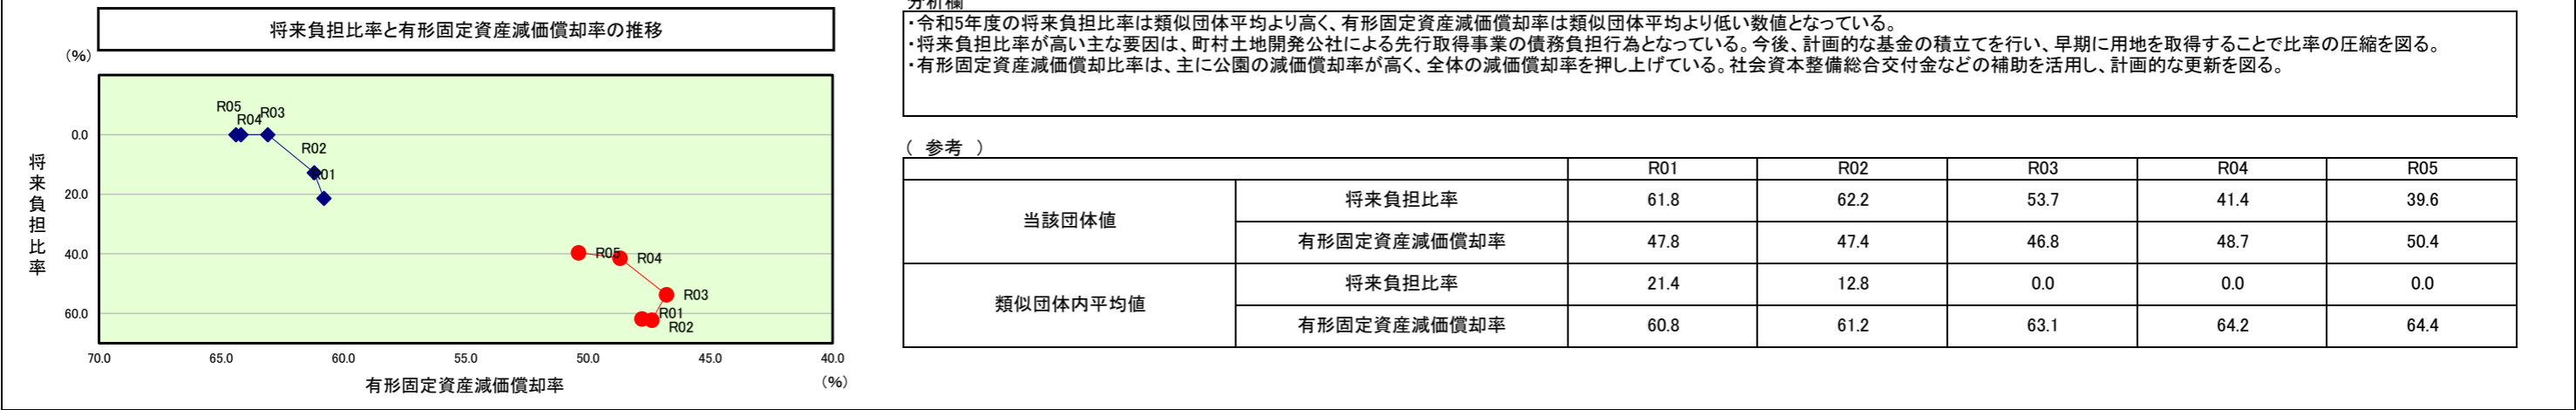 将来負担比率と有形固定資産減価償却率の推移
(%)
R05
R04
R03
R02
R01
0.0
20.0
40.0
60.0
将来負担比率
R05
R04
R03
R01
R02
70.0 65.0 60.0 55.0 50.0 45.0 40.0
有形固定資産減価償却率
(%)
分析欄
・令和5年度の将来負担比率は類似団体平均より高く、有形固定資産減価償却率は類似団体平均より低い数値となっている。
・将来負担比率が高い主な要因は、町村土地開発公社による先行取得事業の債務負担行為となっている。今後、計画的な基金の積立てを行い、早期に用地を取得することで比率の圧縮を図る。
・有形固定資産減価償却比率は、主に公園の減価償却率が高く、全体の減価償却率を押し上げている。社会資本整備総合交付金などの補助を活用し、計画的な更新を図る。
( 参考 )
R01 R02 R03 R04 R05
当該団体値
将来負担比率 61.8 62.2 53.7 41.4 39.6
有形固定資産減価償却率 47.8 47.4 46.8 48.7 50.4
類似団体内平均値
将来負担比率 21.4 12.8 0.0 0.0 0.0
有形固定資産減価償却率 60.8 61.2 63.1 64.2 64.4